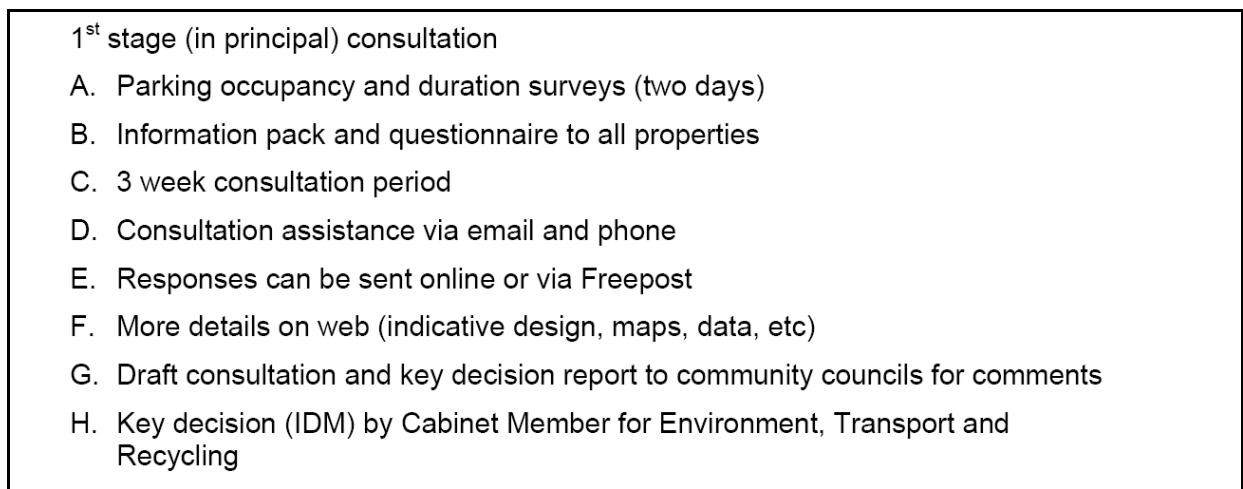 1st stage (in principal) consultation
A. Parking occupancy and duration surveys (two days)
B. Information pack and questionnaire to all properties
C. 3 week consultation period
D. Consultation assistance via email and phone
E. Responses can be sent online or via Freepost
F. More details on web (indicative design, maps, data, etc)
G. Draft consultation and key decision report to community councils for comments
H. Key decision (IDM) by Cabinet Member for Environment, Transport and
Recycling